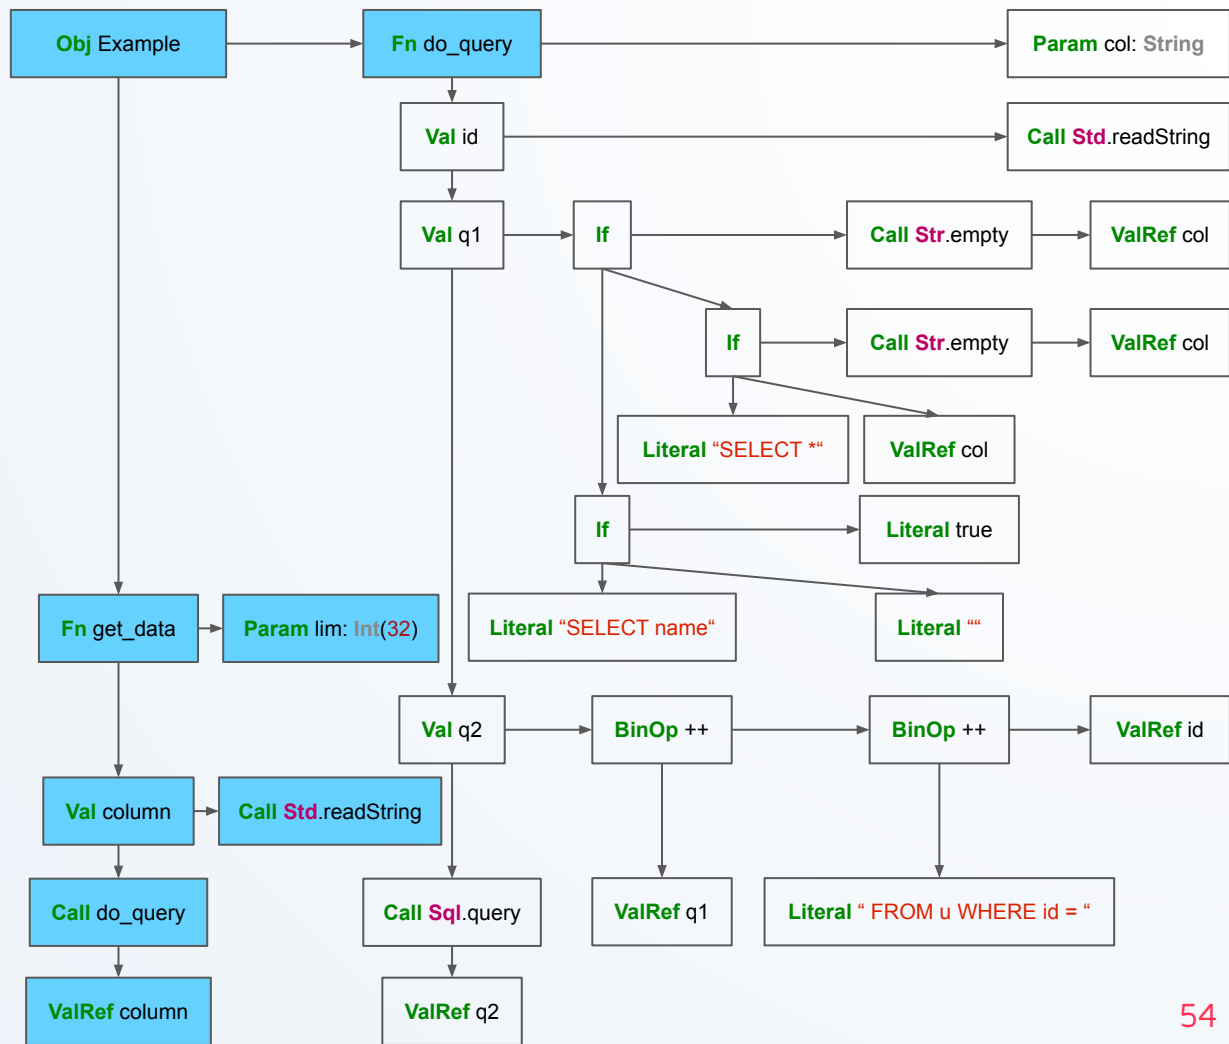 Obj Example
Fn do_query
Param col: String
Val id
Call Std.readString
Val q1
If
Call Str.empty
ValRef col
If
Call Str.empty
ValRef col
Literal “SELECT *“
ValRef col
If
Literal true
Fn get_data
Param lim: Int(32)
Literal “SELECT name“
Literal ““
Val q2
BinOp ++
BinOp ++
ValRef id
Val column
Call Std.readString
Call do_query
Call Sql.query
ValRef q1
Literal “ FROM u WHERE id = “
ValRef column
ValRef q2
54